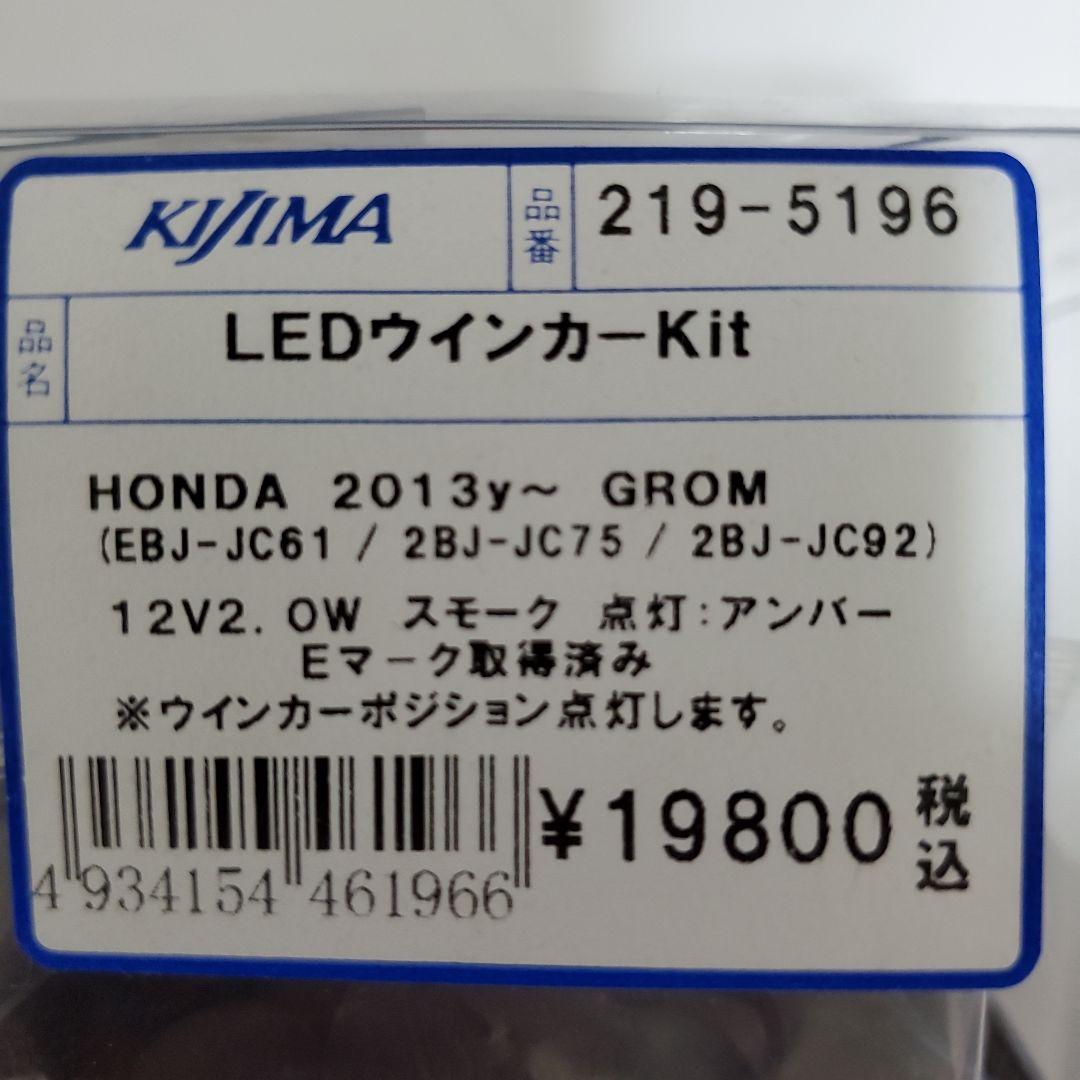 KIJIMA 品番 219-5196
品名 LEDウインカーKit
HONDA 2013y～ GROM
(EBJ-JC61 / 2BJ-JC75 / 2BJ-JC92)
12V2.0W スモーク 点灯:アンバー
Eマーク取得済み
※ウインカーポジション点灯します。
¥19800 税込
4 934154 461966